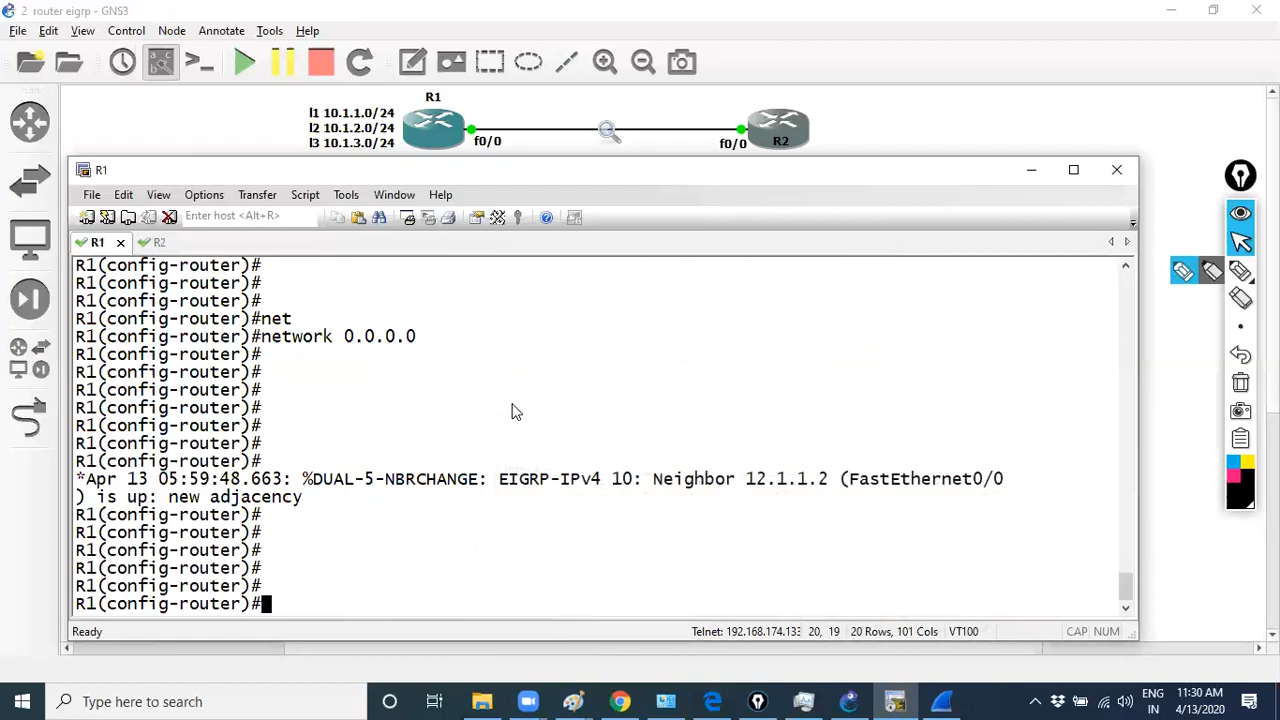 2 router eigrp - GNS3
File Edit View Control Node Annotate Tools Help
R1
l1 10.1.1.0/24
l2 10.1.2.0/24
l3 10.1.3.0/24
f0/0
f0/0
R2
R1
File Edit View Options Transfer Script Tools Window Help
Enter host <Alt+R>
R1 R2
R1(config-router)#
R1(config-router)#
R1(config-router)#
R1(config-router)#net
R1(config-router)#network 0.0.0.0
R1(config-router)#
R1(config-router)#
R1(config-router)#
R1(config-router)#
R1(config-router)#
R1(config-router)#
R1(config-router)#
*Apr 13 05:59:48.663: %DUAL-5-NBRCHANGE: EIGRP-IPv4 10: Neighbor 12.1.1.2 (FastEthernet0/0
) is up: new adjacency
R1(config-router)#
R1(config-router)#
R1(config-router)#
R1(config-router)#
R1(config-router)#
R1(config-router)#
Ready Telnet: 192.168.174.133 20, 19 20 Rows, 101 Cols VT100 CAP NUM
Type here to search
ENG
IN
11:30 AM
4/13/2020